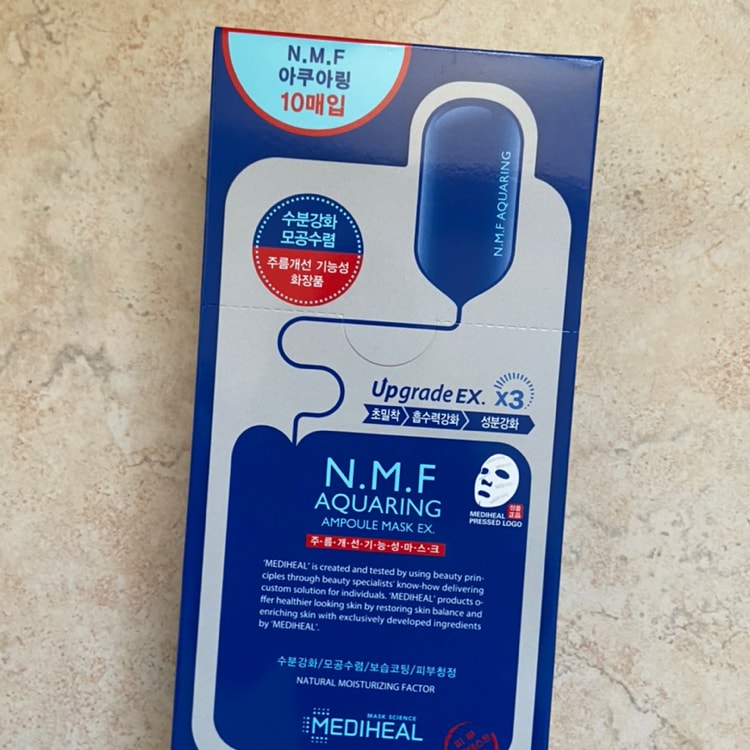 N.M.F
아쿠아링
10매입
N.M.F AQUARING
수분강화
모공수렴
주름개선 기능성
화장품
Upgrade EX. x3
초밀착 흡수력강화 성분강화
N.M.F
AQUARING
AMPOULE MASK EX.
주·름·개·선·기·능·성·마·스·크
MEDIHEAL
PRESSED LOGO
정품
正品
'MEDIHEAL' is created and tested by using beauty prin-
ciples through beauty specialists' know-how delivering
custom solution for individuals. 'MEDIHEAL' products o-
ffer healthier looking skin by restoring skin balance and
enriching skin with exclusively developed ingredients
by 'MEDIHEAL'.
수분강화/모공수렴/보습코팅/피부청정
NATURAL MOISTURIZING FACTOR
MASK SCIENCE
MEDIHEAL